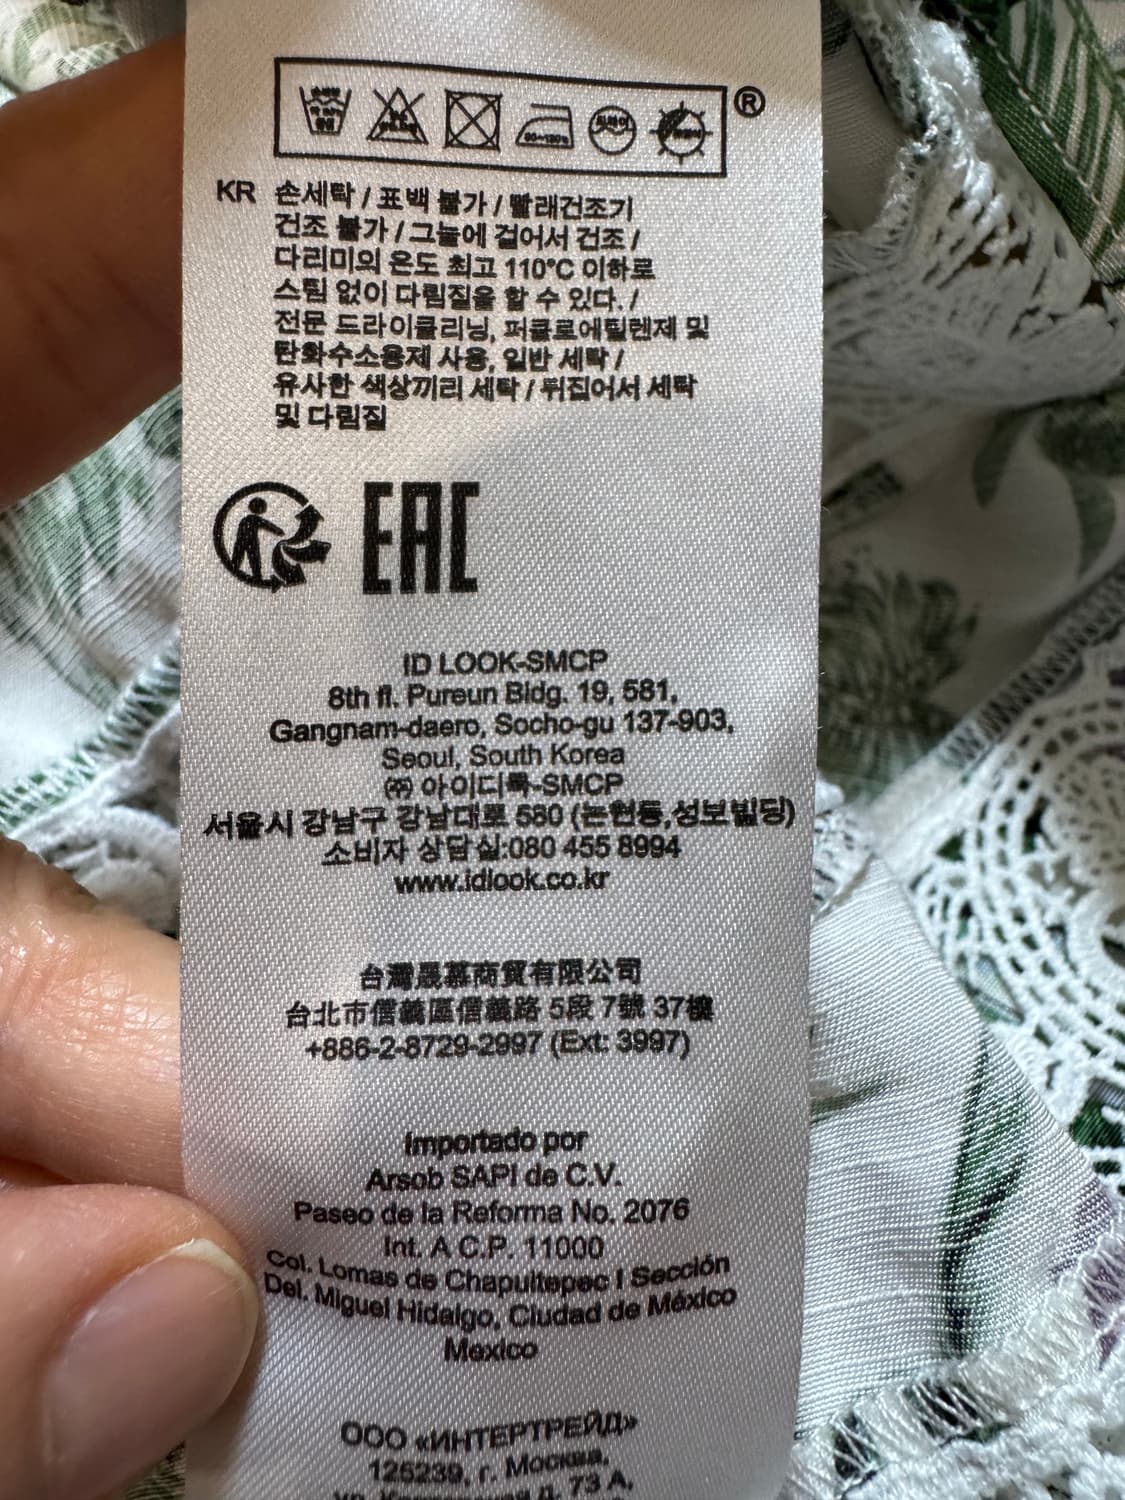 ®
KR 손세탁 / 표백 불가 / 빨래건조기
건조 불가 / 그늘에 걸어서 건조 /
다리미의 온도 최고 110°C 이하로
스팀 없이 다림질을 할 수 있다. /
전문 드라이클리닝, 퍼클로에틸렌제 및
탄화수소용제 사용, 일반 세탁 /
유사한 색상끼리 세탁 / 뒤집어서 세탁
및 다림질
EAC
ID LOOK-SMCP
8th fl. Pureun Bldg. 19, 581,
Gangnam-daero, Socho-gu 137-903,
Seoul, South Korea
㈜ 아이디룩-SMCP
서울시 강남구 강남대로 580 (논현동,성보빌딩)
소비자 상담실:080 455 8994
www.idlook.co.kr
台灣晟慕商貿有限公司
台北市信義區信義路 5段 7號 37樓
+886-2-8729-2997 (Ext: 3997)
Importado por
Arsob SAPI de C.V.
Paseo de la Reforma No. 2076
Int. A C.P. 11000
Col. Lomas de Chapultepec I Sección
Del. Miguel Hidalgo, Ciudad de México
Mexico
ООО «ИНТЕРТРЕЙД»
125239, г. Москва,
73 А,